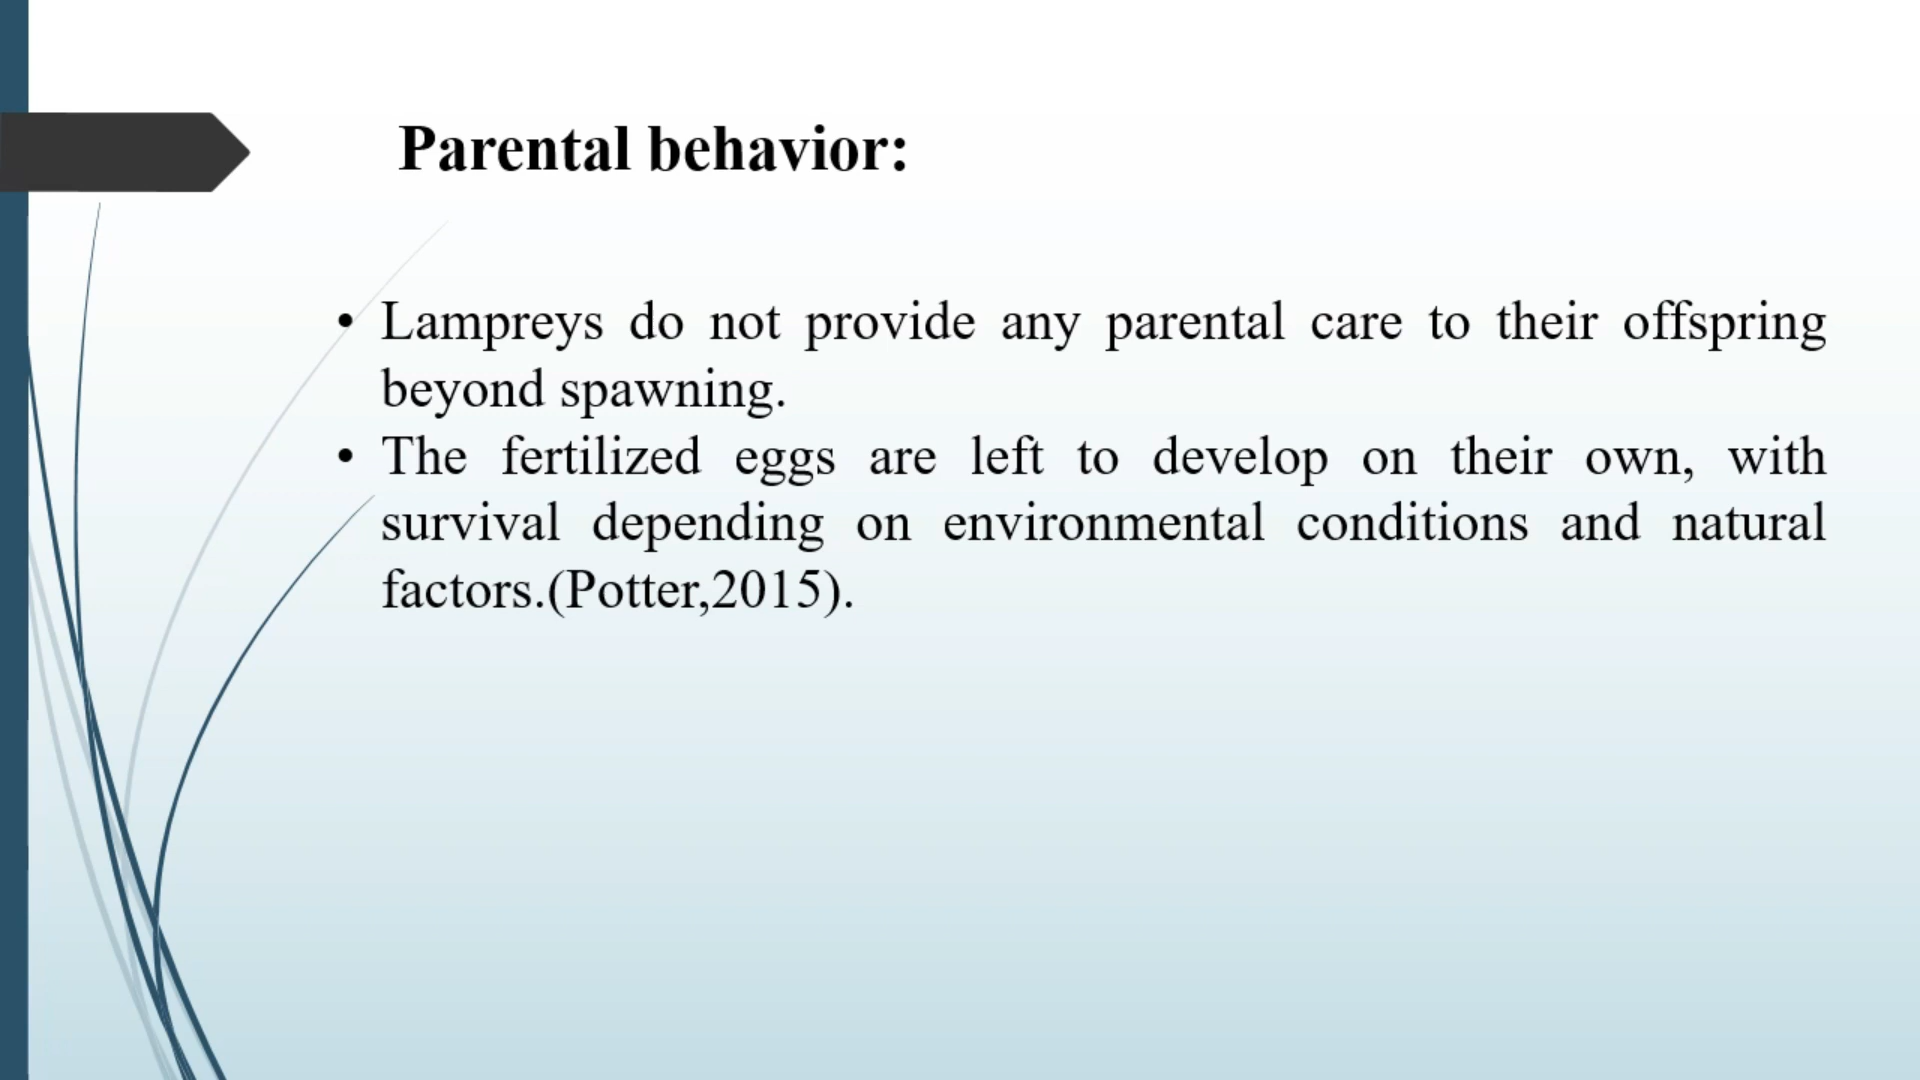 Parental behavior:
• Lampreys do not provide any parental care to their offspring
beyond spawning.
• The fertilized eggs are left to develop on their own, with
survival depending on environmental conditions and natural
factors.(Potter,2015).